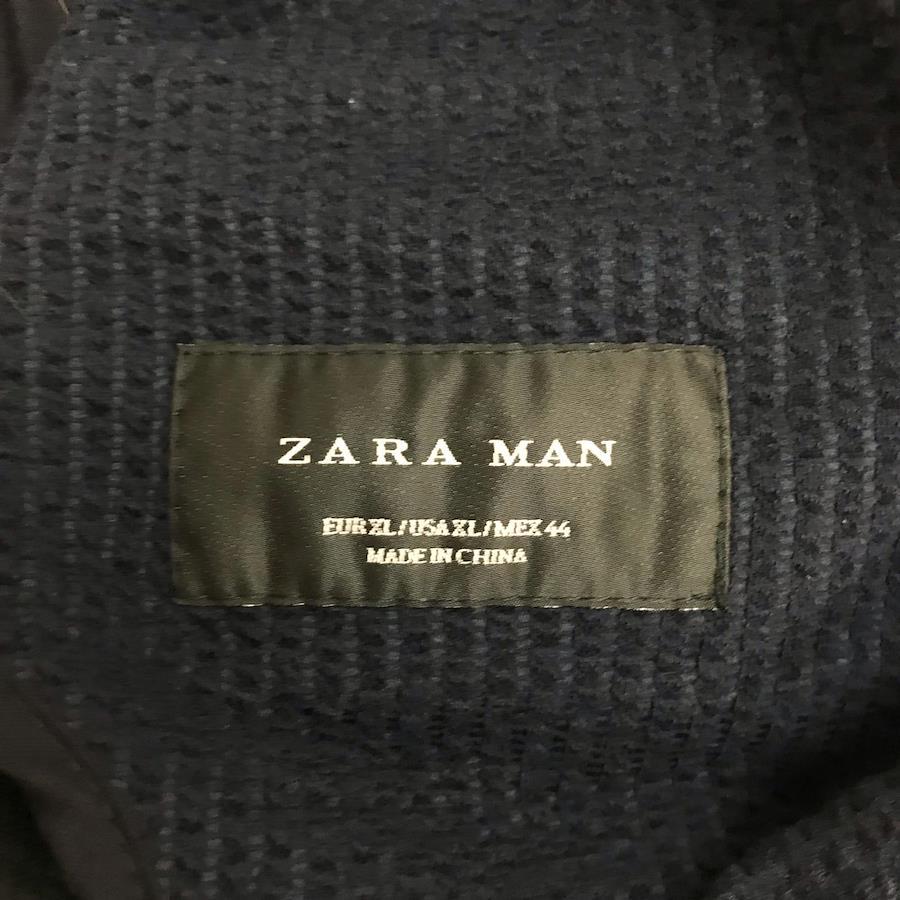 ZARA MAN
EUR XL / USA XL / MEX 44
MADE IN CHINA